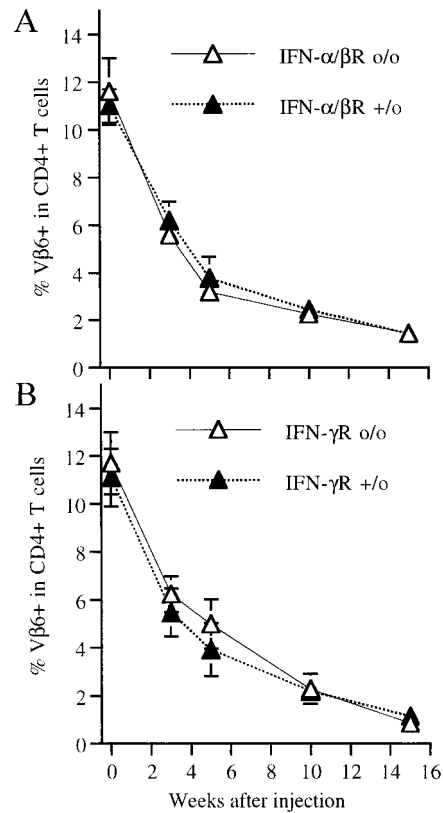 A
14
12
10
8
6
4
2
0
% Vβ6+ in CD4+ T cells
IFN-α/βR o/o
IFN-α/βR +/o
B
14
12
10
8
6
4
2
0
% Vβ6+ in CD4+ T cells
IFN-γR o/o
IFN-γR +/o
0 2 4 6 8 10 12 14 16
Weeks after injection